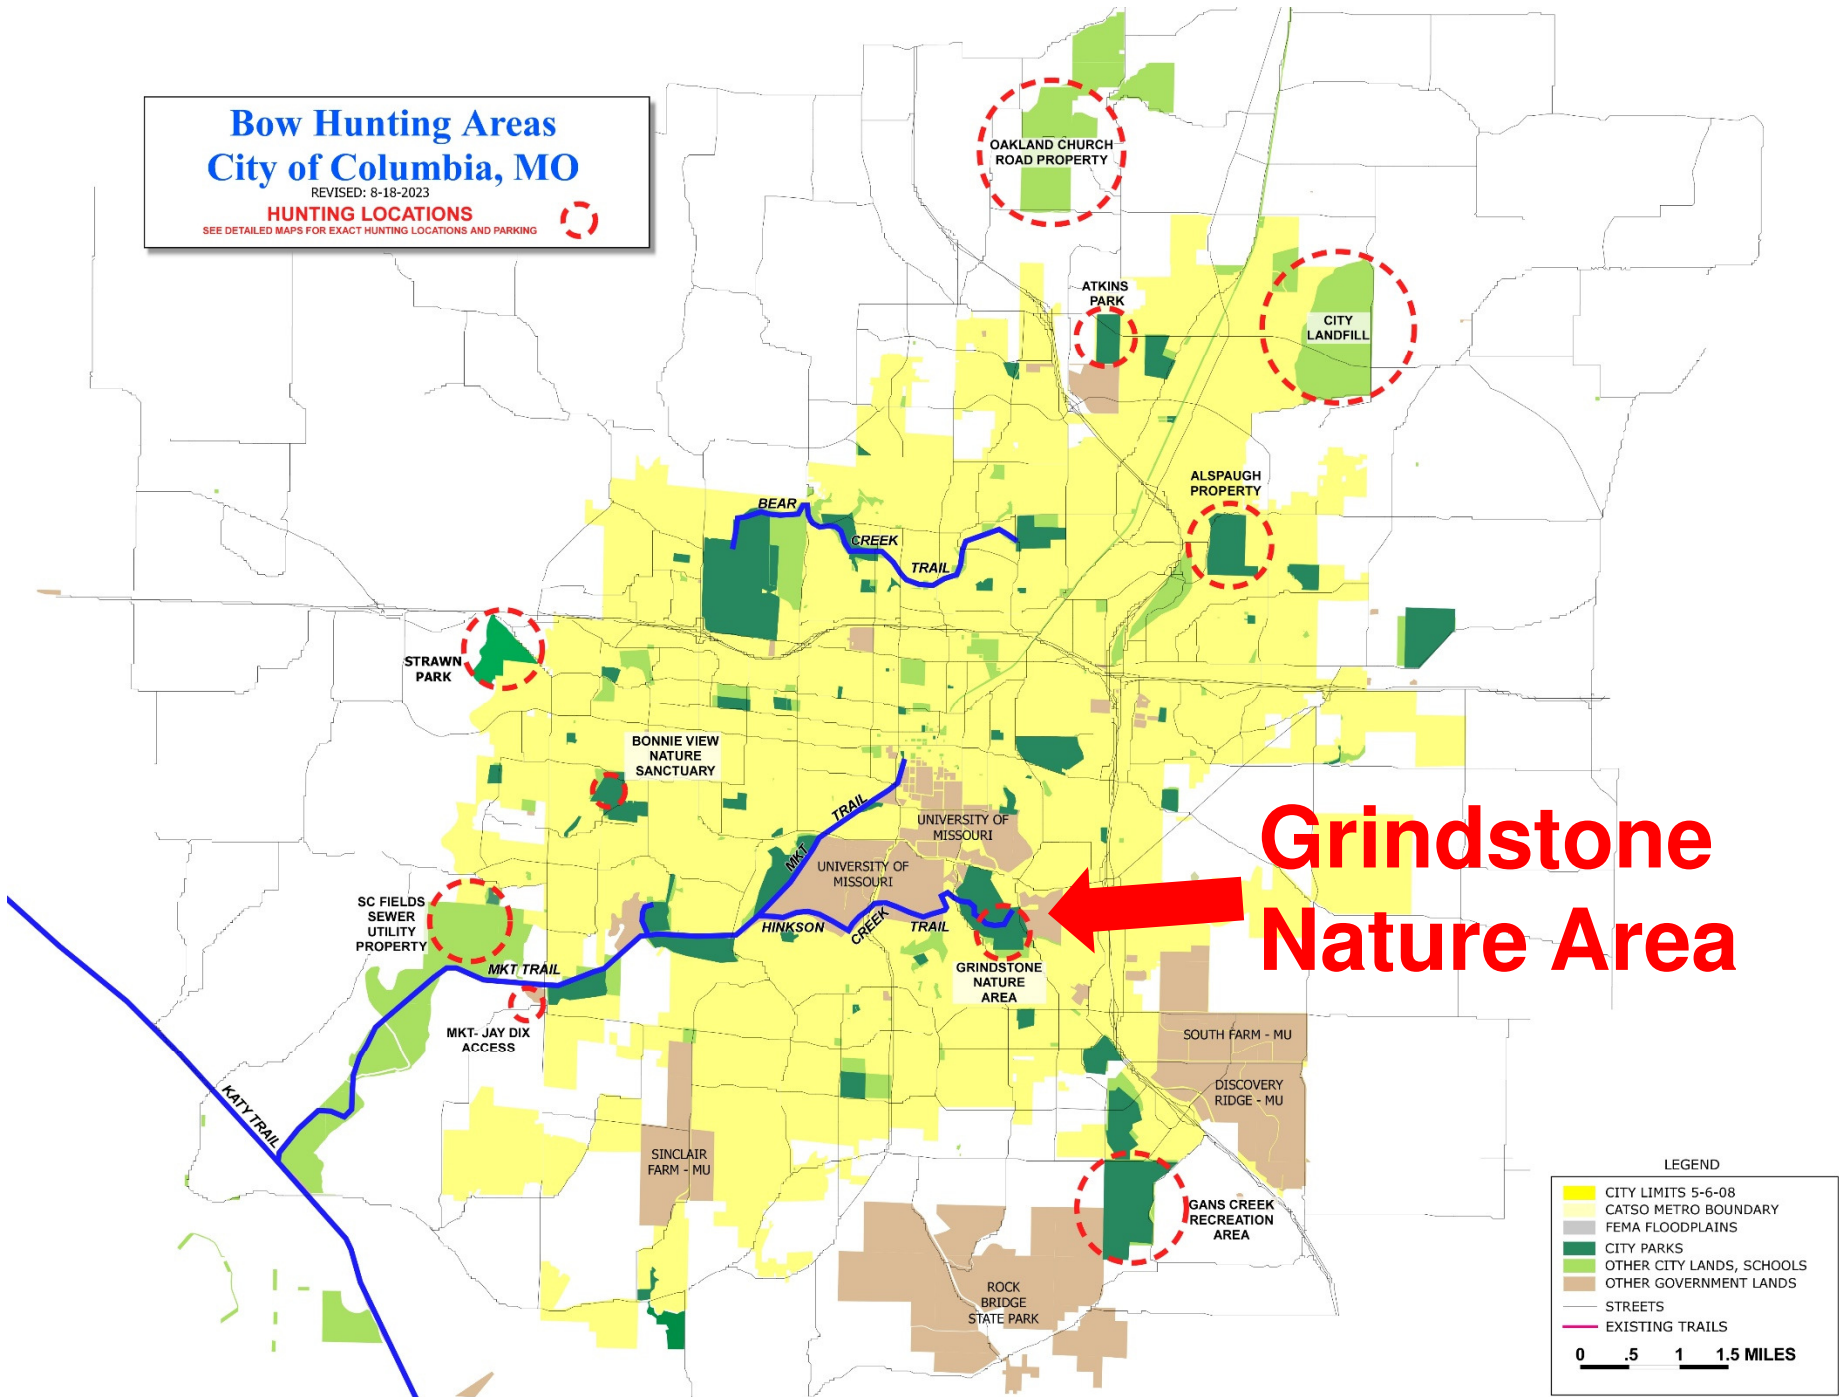 Bow Hunting Areas
City of Columbia, MO
REVISED: 8-18-2023
HUNTING LOCATIONS
SEE DETAILED MAPS FOR EXACT HUNTING LOCATIONS AND PARKING
OAKLAND CHURCH
ROAD PROPERTY
ATKINS
PARK
CITY
LANDFILL
ALSPAUGH
PROPERTY
BEAR
CREEK
TRAIL
STRAWN
PARK
BONNIE VIEW
NATURE
SANCTUARY
MKT
TRAIL
UNIVERSITY OF
MISSOURI
UNIVERSITY OF
MISSOURI
Grindstone
Nature Area
SC FIELDS
SEWER
UTILITY
PROPERTY
HINKSON
CREEK
TRAIL
MKT TRAIL
GRINDSTONE
NATURE
AREA
MKT- JAY DIX
ACCESS
SOUTH FARM - MU
DISCOVERY
RIDGE - MU
KATY TRAIL
SINCLAIR
FARM - MU
GANS CREEK
RECREATION
AREA
ROCK
BRIDGE
STATE PARK
LEGEND
CITY LIMITS 5-6-08
CATSO METRO BOUNDARY
FEMA FLOODPLAINS
CITY PARKS
OTHER CITY LANDS, SCHOOLS
OTHER GOVERNMENT LANDS
STREETS
EXISTING TRAILS
0 .5 1 1.5 MILES